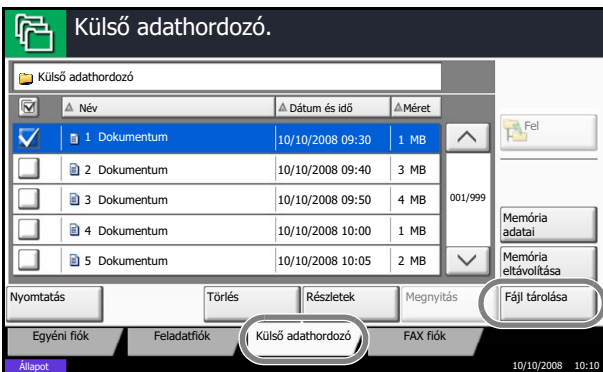 Külső adathordozó.
Külső adathordozó
Név Dátum és idő Méret
1 Dokumentum 10/10/2008 09:30 1 MB
2 Dokumentum 10/10/2008 09:40 3 MB
3 Dokumentum 10/10/2008 09:50 4 MB
4 Dokumentum 10/10/2008 10:00 1 MB
5 Dokumentum 10/10/2008 10:05 2 MB
001/999
Fel
Memória
adatai
Memória
eltávolítása
Nyomtatás Törlés Részletek Megnyitás Fájl tárolása
Egyéni fiók Feladatfiók Külső adathordozó FAX fiók
Állapot 10/10/2008 10:10